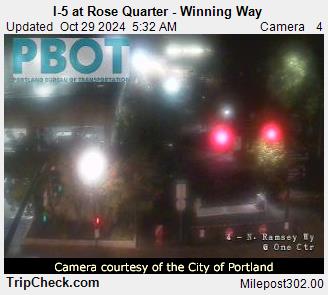 I-5 at Rose Quarter - Winning Way
Updated Oct 29 2024 5:32 AM Camera 4
PBOT
PORTLAND BUREAU OF TRANSPORTATION
4 - N. Ramsey Wy
@ One Ctr
Camera courtesy of the City of Portland
TripCheck.com Milepost302.00